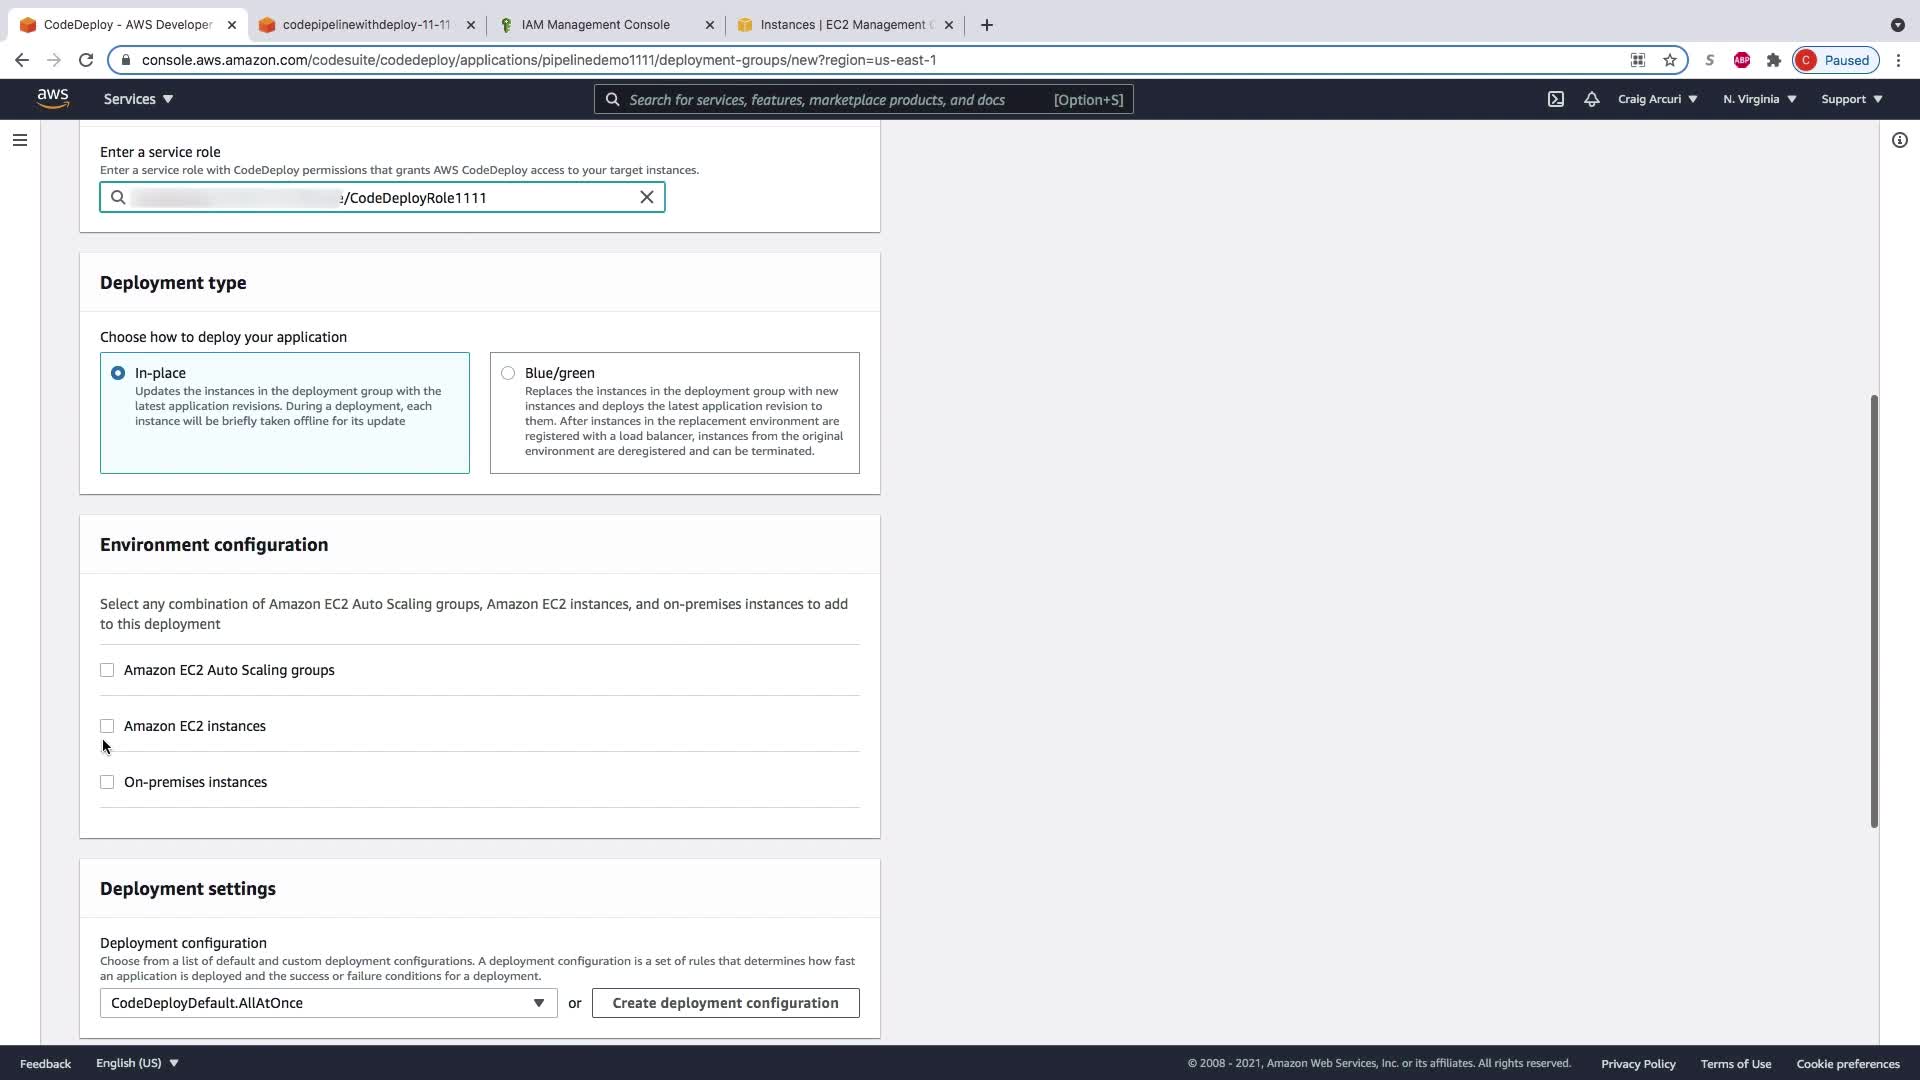 CodeDeploy - AWS Developer
codepipelinewithdeploy-11-11
IAM Management Console
Instances | EC2 Management
console.aws.amazon.com/codesuite/codedeploy/applications/pipelinedemo1111/deployment-groups/new?region=us-east-1
S
ABP
C
Paused
aws
Services
Search for services, features, marketplace products, and docs
[Option+S]
Craig Arcuri
N. Virginia
Support
Enter a service role
Enter a service role with CodeDeploy permissions that grants AWS CodeDeploy access to your target instances.
/CodeDeployRole1111
Deployment type
Choose how to deploy your application
In-place
Updates the instances in the deployment group with the
latest application revisions. During a deployment, each
instance will be briefly taken offline for its update
Blue/green
Replaces the instances in the deployment group with new
instances and deploys the latest application revision to
them. After instances in the replacement environment are
registered with a load balancer, instances from the original
environment are deregistered and can be terminated.
Environment configuration
Select any combination of Amazon EC2 Auto Scaling groups, Amazon EC2 instances, and on-premises instances to add
to this deployment
Amazon EC2 Auto Scaling groups
Amazon EC2 instances
On-premises instances
Deployment settings
Deployment configuration
Choose from a list of default and custom deployment configurations. A deployment configuration is a set of rules that determines how fast
an application is deployed and the success or failure conditions for a deployment.
CodeDeployDefault.AllAtOnce
or
Create deployment configuration
Feedback
English (US)
© 2008 - 2021, Amazon Web Services, Inc. or its affiliates. All rights reserved.
Privacy Policy
Terms of Use
Cookie preferences